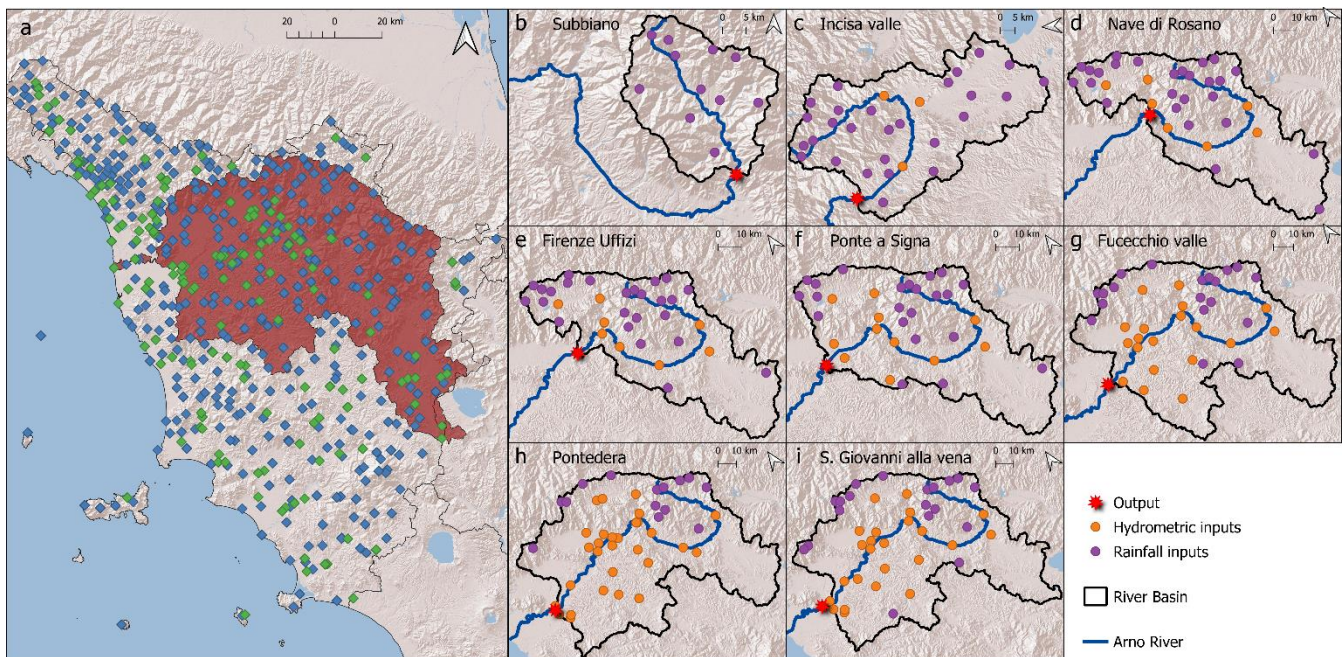 a
20 0 20 km
b Subbiano
0 5 km
c Incisa valle
0 5 km
d Nave di Rosano
0 10 km
e Firenze Uffizi
0 10 km
f Ponte a Signa
0 10 km
g Fucecchio valle
0 10 km
h Pontedera
0 10 km
i S. Giovanni alla vena
0 10 km
Output
Hydrometric inputs
Rainfall inputs
River Basin
Arno River